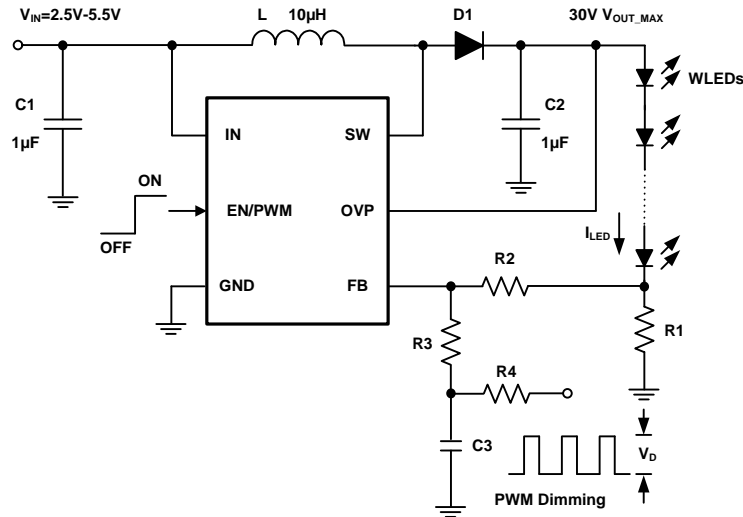 VIN=2.5V-5.5V
L 10µH
D1
30V VOUT_MAX
C1
1µF
C2
1µF
WLEDs
IN
SW
ON
OFF
EN/PWM
OVP
ILED
GND
FB
R2
R1
R3
R4
C3
VD
PWM Dimming